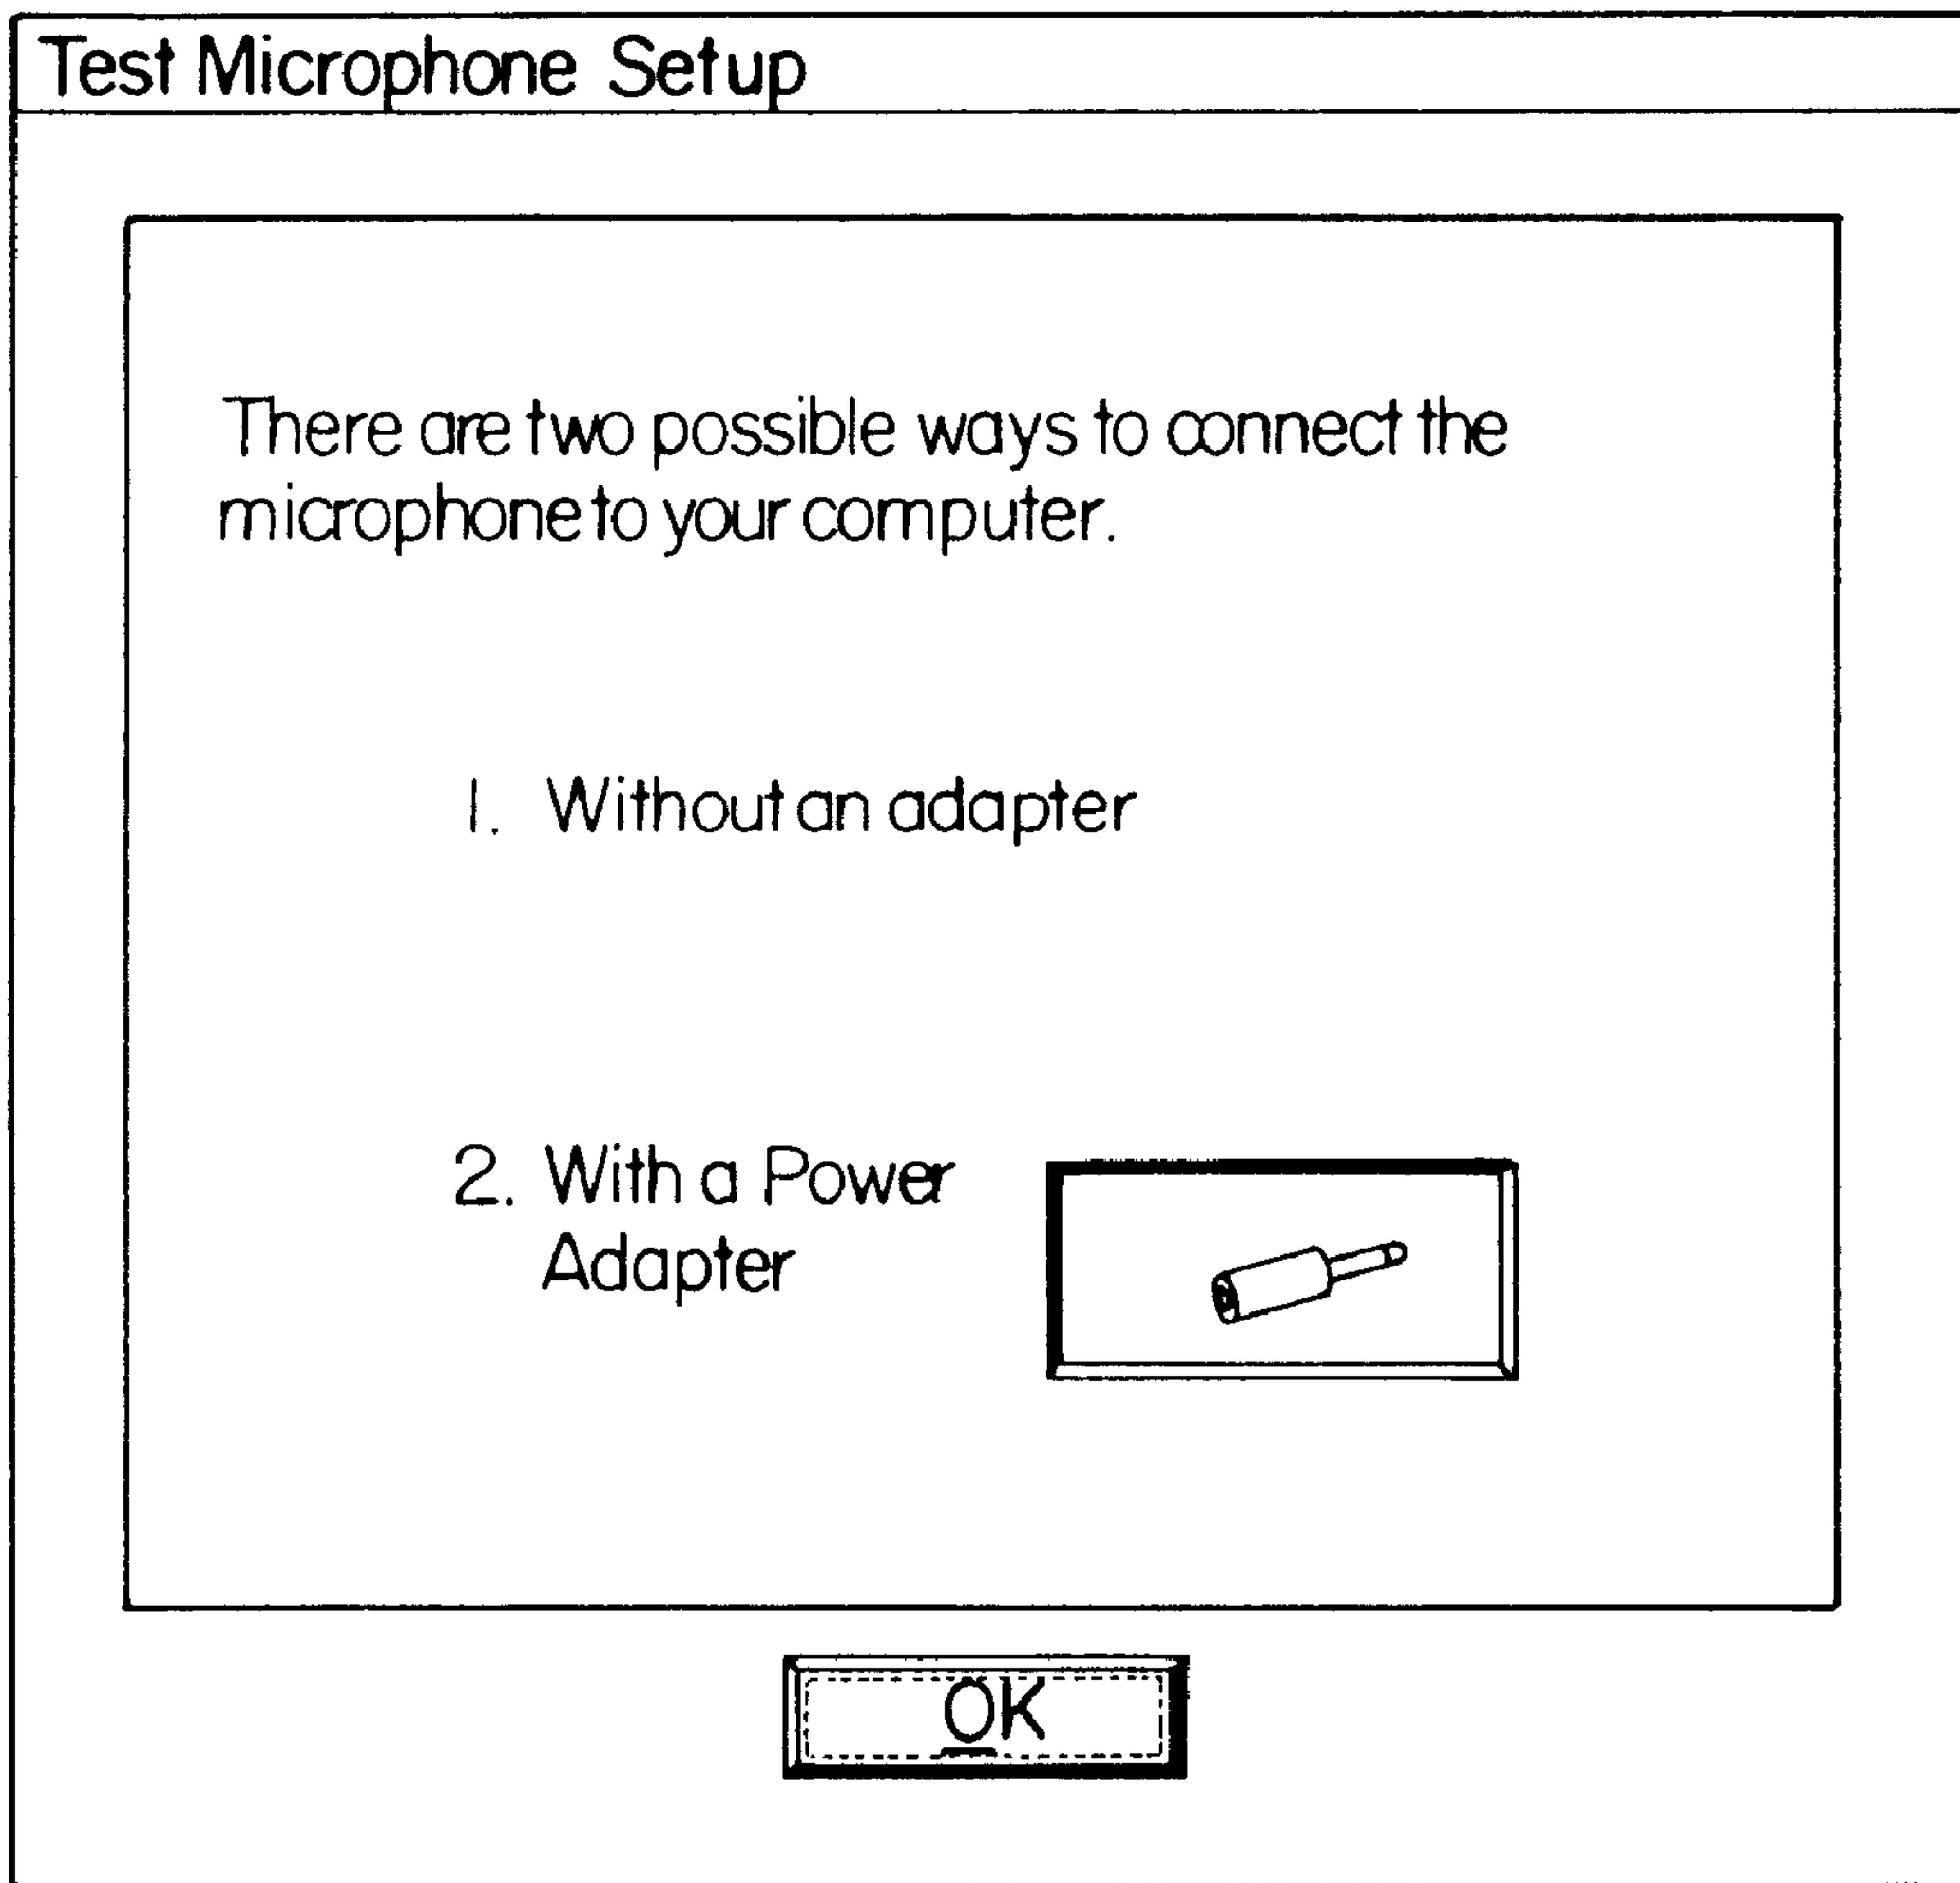 Test Microphone Setup
There are two possible ways to connect the
microphone to your computer.
1. Without an adapter
2. With a Power
Adapter
OK